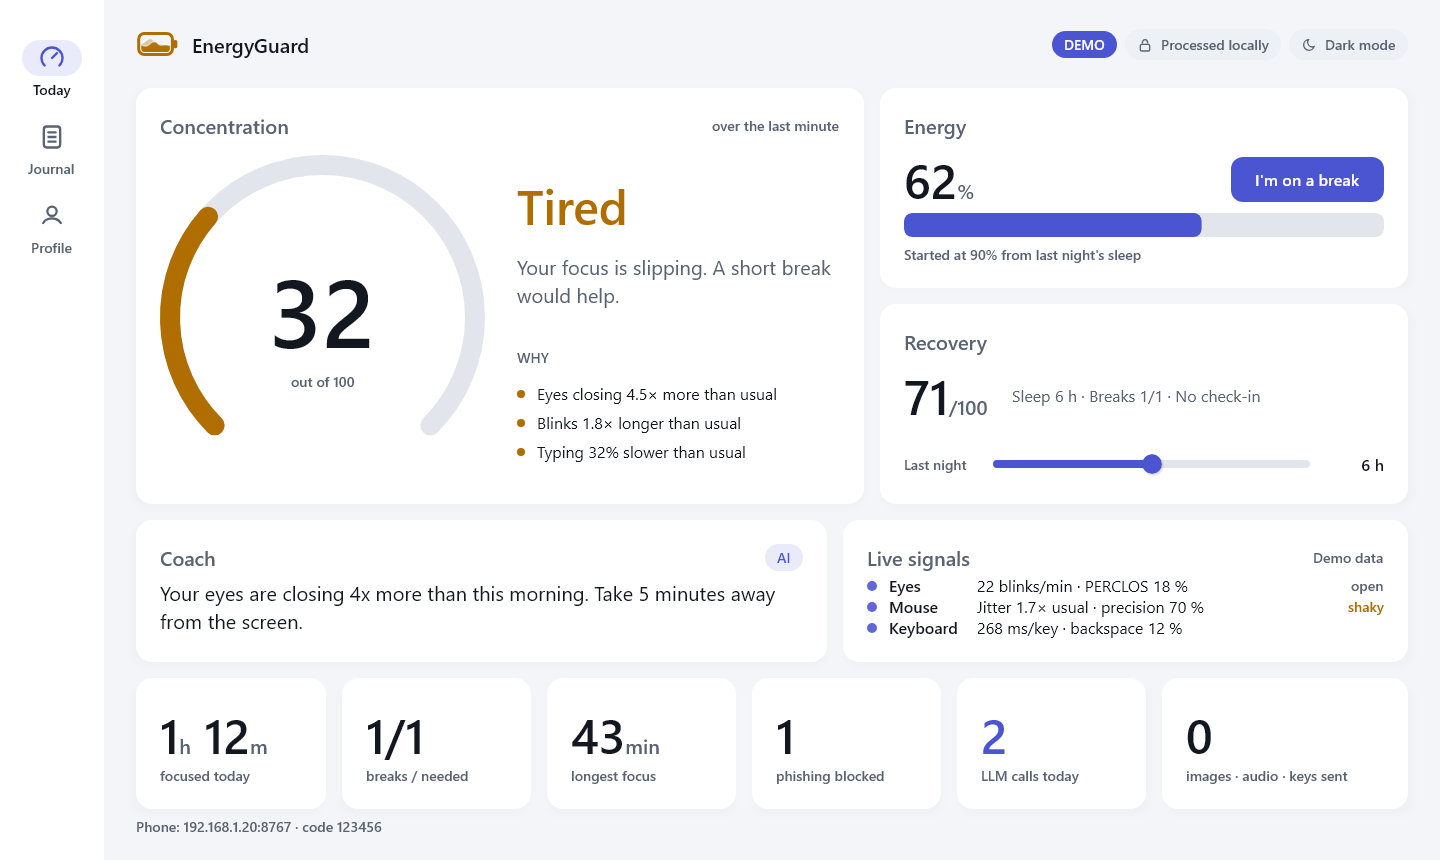 Today
Journal
Profile
EnergyGuard
DEMO
Processed locally
Dark mode
Concentration
over the last minute
32
out of 100
Tired
Your focus is slipping. A short break
would help.
WHY
Eyes closing 4.5× more than usual
Blinks 1.8× longer than usual
Typing 32% slower than usual
Energy
62%
I'm on a break
Started at 90% from last night's sleep
Recovery
71/100
Sleep 6 h · Breaks 1/1 · No check-in
Last night
6 h
Coach
AI
Your eyes are closing 4x more than this morning. Take 5 minutes away
from the screen.
Live signals
Demo data
Eyes 22 blinks/min · PERCLOS 18 % open
Mouse Jitter 1.7× usual · precision 70 % shaky
Keyboard 268 ms/key · backspace 12 %
1h 12m
focused today
1/1
breaks / needed
43min
longest focus
1
phishing blocked
2
LLM calls today
0
images · audio · keys sent
Phone: 192.168.1.20:8767 · code 123456